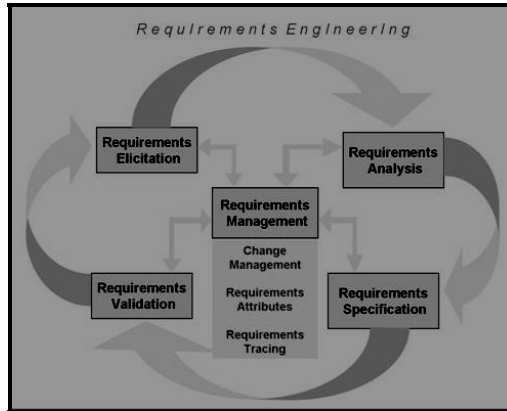 Requirements Engineering
Requirements
Elicitation
Requirements
Analysis
Requirements
Management
Change
Management
Requirements
Attributes
Requirements
Tracing
Requirements
Validation
Requirements
Specification